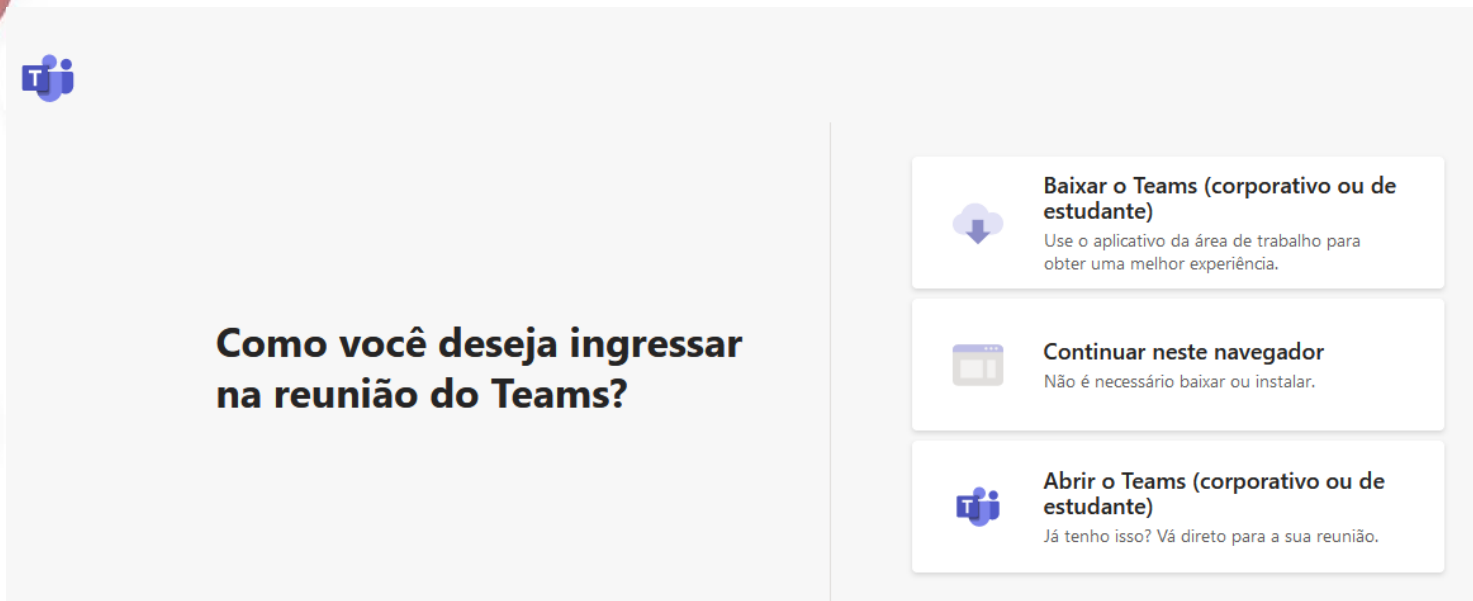 Como você deseja ingressar
na reunião do Teams?
Baixar o Teams (corporativo ou de
estudante)
Use o aplicativo da área de trabalho para
obter uma melhor experiência.
Continuar neste navegador
Não é necessário baixar ou instalar.
Abrir o Teams (corporativo ou de
estudante)
Já tenho isso? Vá direto para a sua reunião.